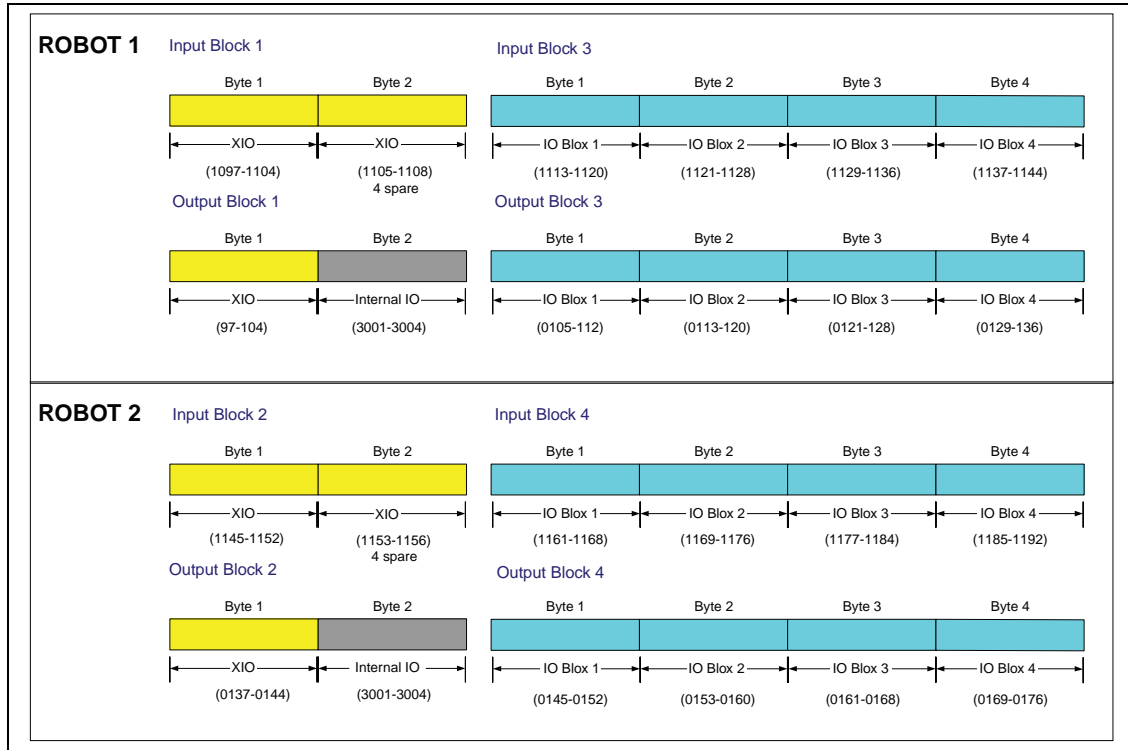 ROBOT 1
Input Block 1
Input Block 3
Byte 1 Byte 2 Byte 1 Byte 2 Byte 3 Byte 4
XIO XIO IO Blox 1 IO Blox 2 IO Blox 3 IO Blox 4
(1097-1104) (1105-1108) (1113-1120) (1121-1128) (1129-1136) (1137-1144)
4 spare
Output Block 1 Output Block 3
Byte 1 Byte 2 Byte 1 Byte 2 Byte 3 Byte 4
XIO Internal IO IO Blox 1 IO Blox 2 IO Blox 3 IO Blox 4
(97-104) (3001-3004) (0105-112) (0113-120) (0121-128) (0129-136)
ROBOT 2
Input Block 2
Input Block 4
Byte 1 Byte 2 Byte 1 Byte 2 Byte 3 Byte 4
XIO XIO IO Blox 1 IO Blox 2 IO Blox 3 IO Blox 4
(1145-1152) (1153-1156) (1161-1168) (1169-1176) (1177-1184) (1185-1192)
4 spare
Output Block 2 Output Block 4
Byte 1 Byte 2 Byte 1 Byte 2 Byte 3 Byte 4
XIO Internal IO IO Blox 1 IO Blox 2 IO Blox 3 IO Blox 4
(0137-0144) (3001-3004) (0145-0152) (0153-0160) (0161-0168) (0169-0176)